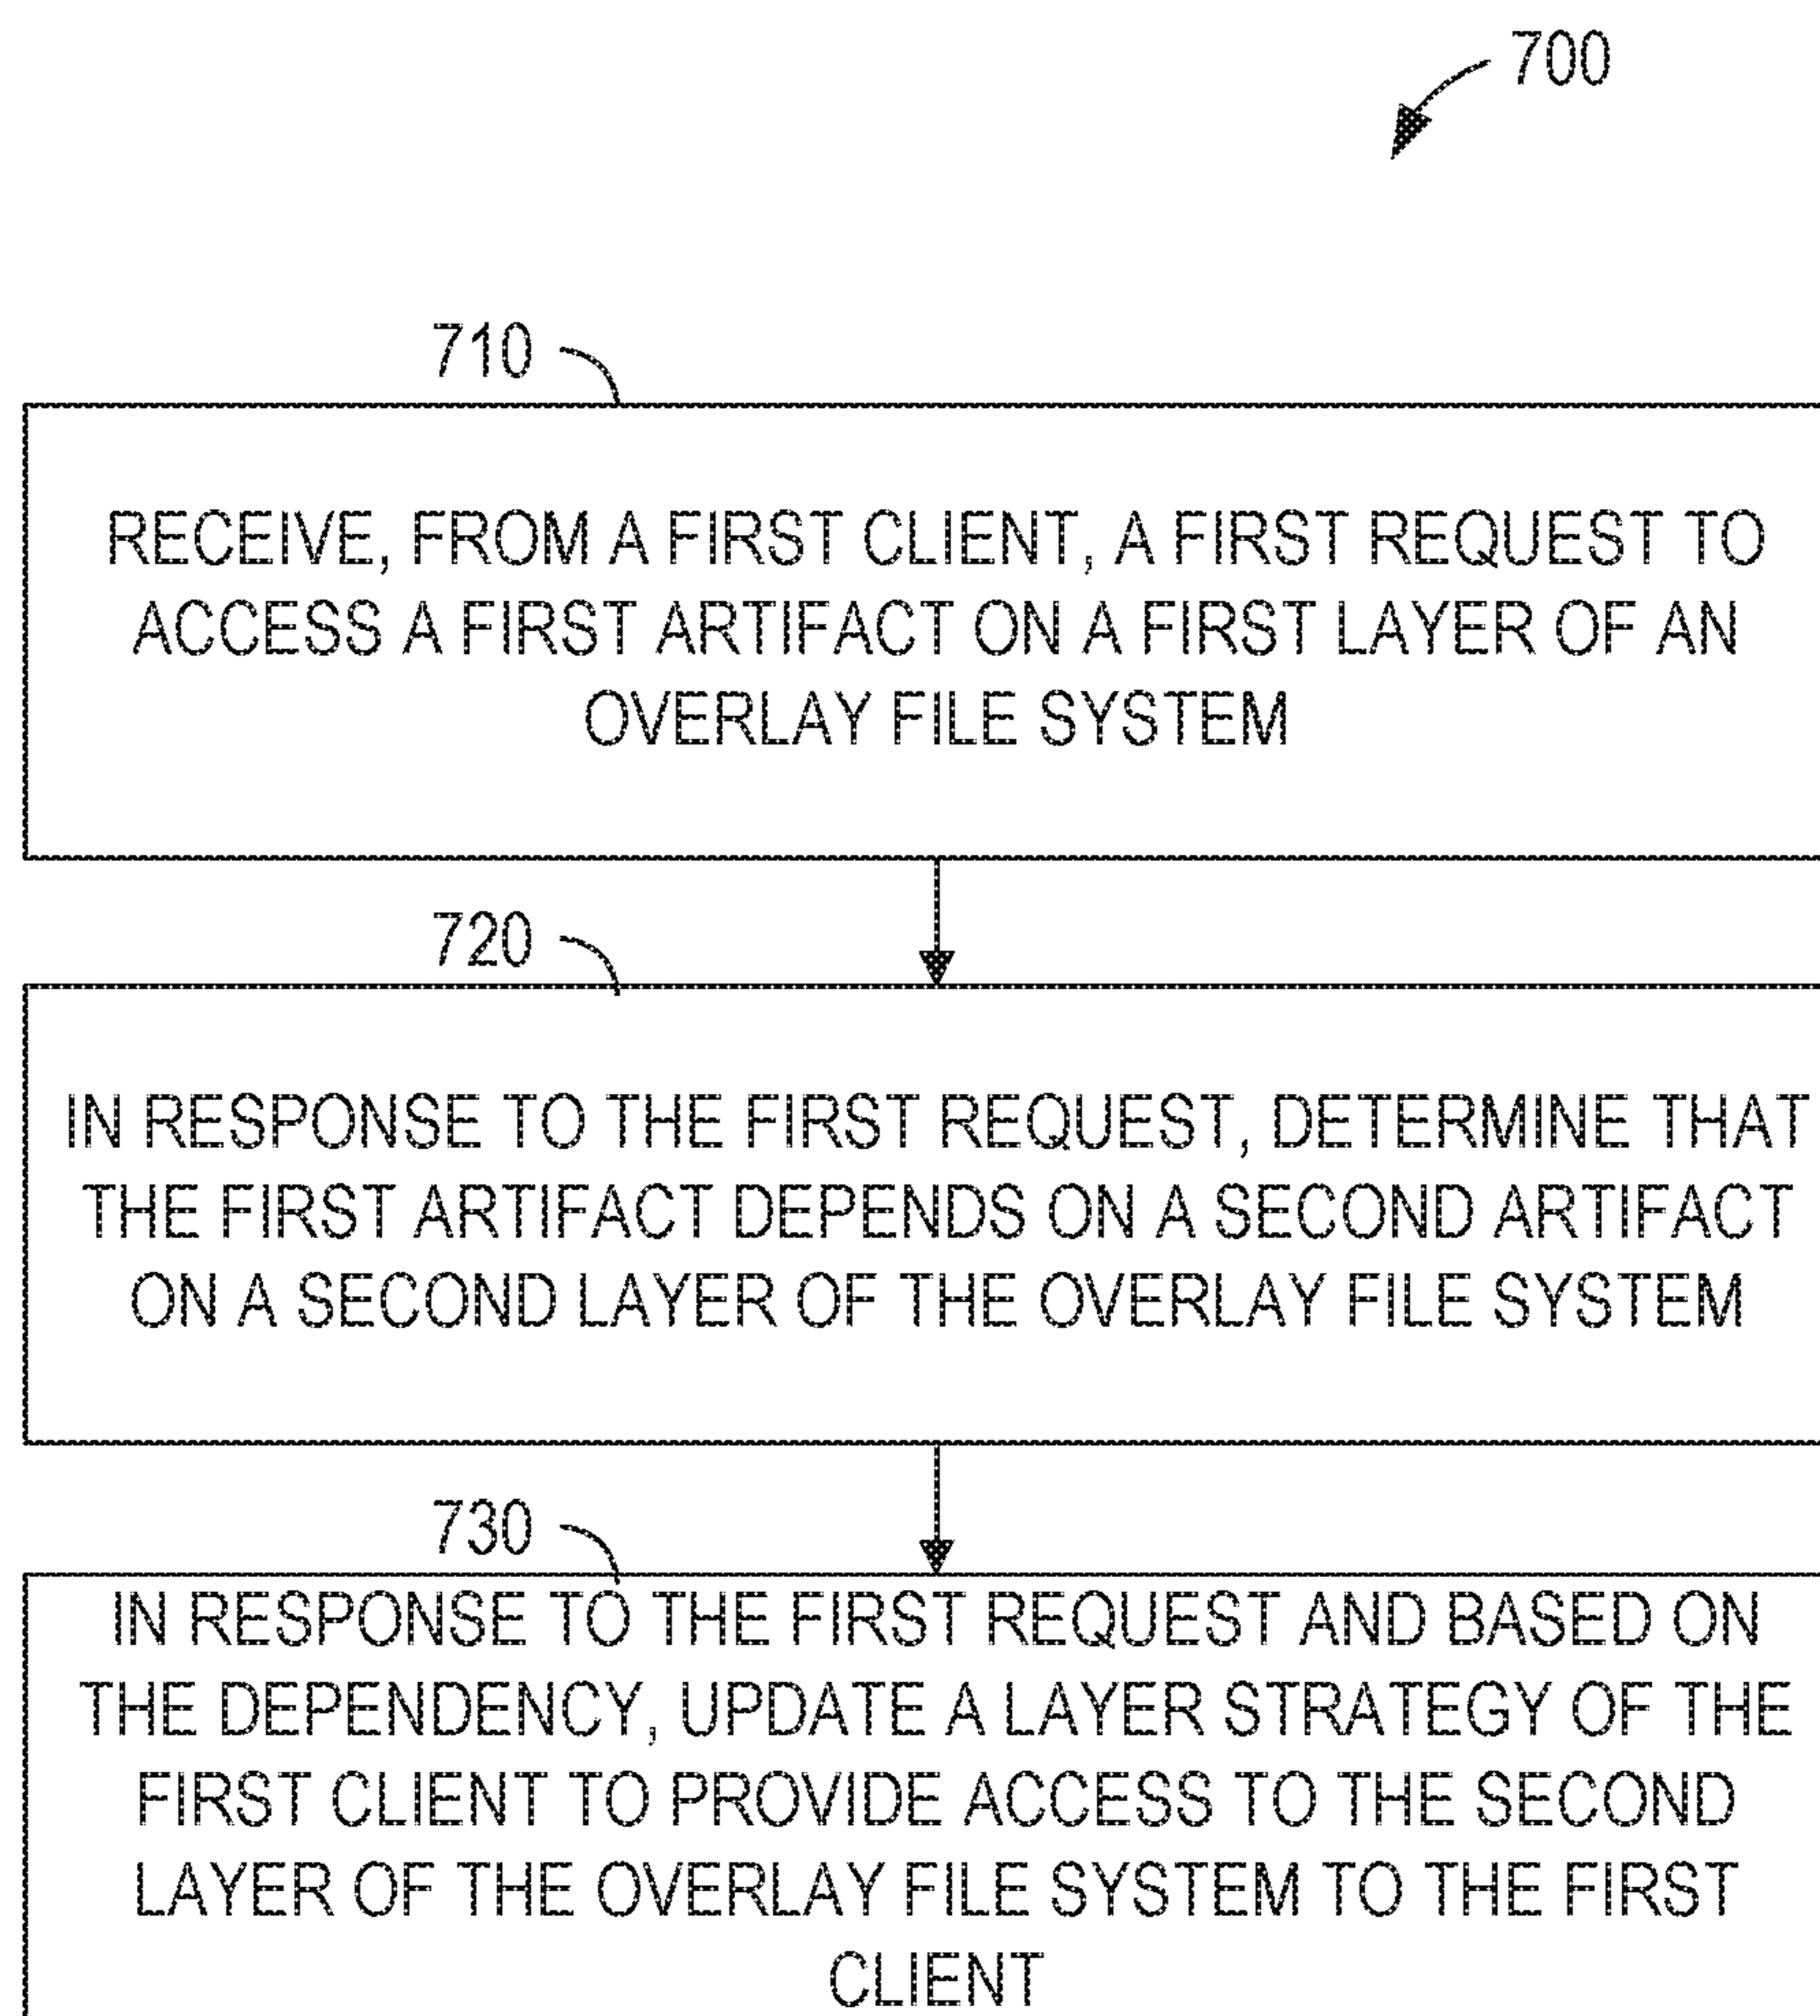 700
710
RECEIVE, FROM A FIRST CLIENT, A FIRST REQUEST TO
ACCESS A FIRST ARTIFACT ON A FIRST LAYER OF AN
OVERLAY FILE SYSTEM
720
IN RESPONSE TO THE FIRST REQUEST, DETERMINE THAT
THE FIRST ARTIFACT DEPENDS ON A SECOND ARTIFACT
ON A SECOND LAYER OF THE OVERLAY FILE SYSTEM
730
IN RESPONSE TO THE FIRST REQUEST AND BASED ON
THE DEPENDENCY, UPDATE A LAYER STRATEGY OF THE
FIRST CLIENT TO PROVIDE ACCESS TO THE SECOND
LAYER OF THE OVERLAY FILE SYSTEM TO THE FIRST
CLIENT